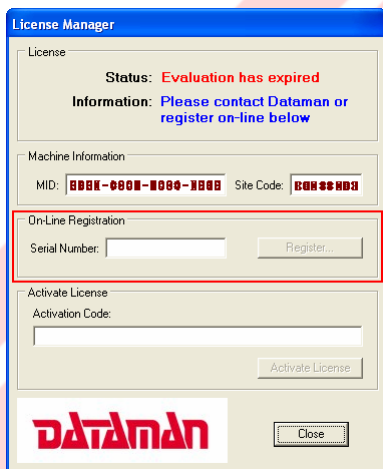 License Manager
License
Status: Evaluation has expired
Information: Please contact Dataman or
register on-line below
Machine Information
MID: Site Code:
On-Line Registration
Serial Number: Register...
Activate License
Activation Code:
Activate License
DATAMAN Close